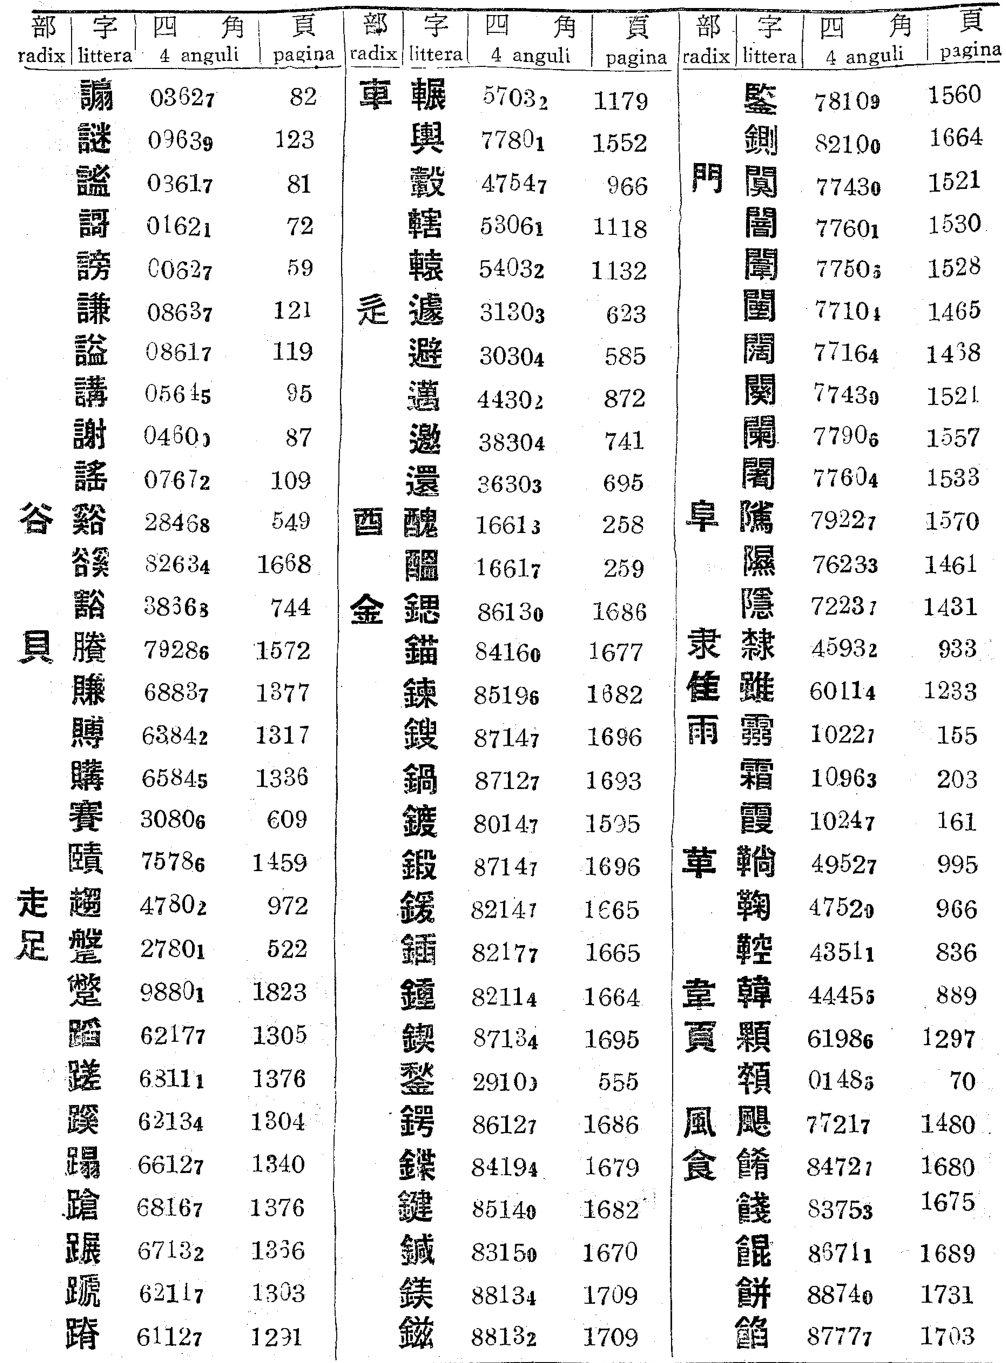 部 字 四角 頁
radix littera 4 anguli pagina
謆 03627 82
謎 09639 123
謐 03617 81
謌 01621 72
謗 00627 59
謙 08637 121
謚 08617 119
講 05645 95
謝 04600 87
謠 07672 109
谷 谿 28468 549
豀 82634 1668
豁 38668 744
貝 賸 79286 1572
賺 68837 1377
賻 63842 1317
購 65845 1336
賽 30806 609
賾 75786 1459
走 趨 47802 972
足 蹩 27801 522
蹩 98801 1823
蹈 62177 1305
蹉 68111 1376
蹊 62134 1304
蹋 66127 1340
蹌 68167 1376
蹍 67132 1356
蹏 62117 1303
蹐 61127 1291
部 字 四角 頁
radix littera 4 anguli pagina
車 輾 57032 1179
輿 77801 1552
轂 47547 966
轄 53061 1118
轅 54032 1132
辵 遽 31303 623
避 30304 585
邁 44302 872
邀 38304 741
還 36303 695
酉 醜 16613 258
醞 16617 259
金 鍶 86130 1686
錨 84160 1677
鍊 85196 1682
鎪 87147 1696
鍋 87127 1693
鍍 80147 1595
鍛 87147 1696
鍰 82147 1665
鍤 82177 1665
鍾 82114 1664
鍥 87134 1695
鍪 29103 555
鍔 86127 1686
鍱 84194 1679
鍵 85140 1682
鍼 83150 1670
鎂 88134 1709
鎡 88132 1709
部 字 四角 頁
radix littera 4 anguli pagina
鍳 78109 1560
鍘 82100 1664
門 闃 77430 1521
闇 77601 1530
闈 77503 1528
闉 77104 1465
闊 77164 1438
闋 77430 1521
闌 77906 1557
闍 77604 1533
阜 隲 79227 1570
隰 76233 1461
隱 72237 1431
隶 隸 45932 933
隹 雖 60114 1233
雨 霧 10227 155
霜 10963 203
霞 10247 161
革 鞝 49527 995
鞠 47520 966
鞚 43511 836
韋 韓 44455 889
頁 顆 61986 1297
頟 01486 70
風 颶 77217 1480
食 餚 84727 1680
餞 83753 1675
餛 86711 1689
餅 88740 1731
餡 87777 1703